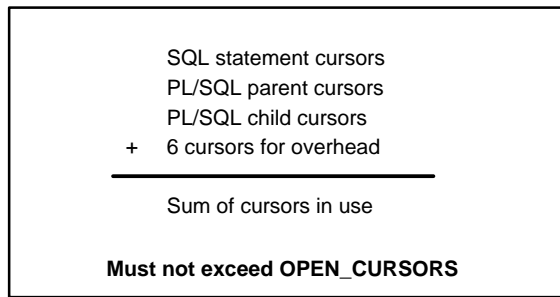 SQL statement cursors
PL/SQL parent cursors
PL/SQL child cursors
+ 6 cursors for overhead
Sum of cursors in use
Must not exceed OPEN_CURSORS